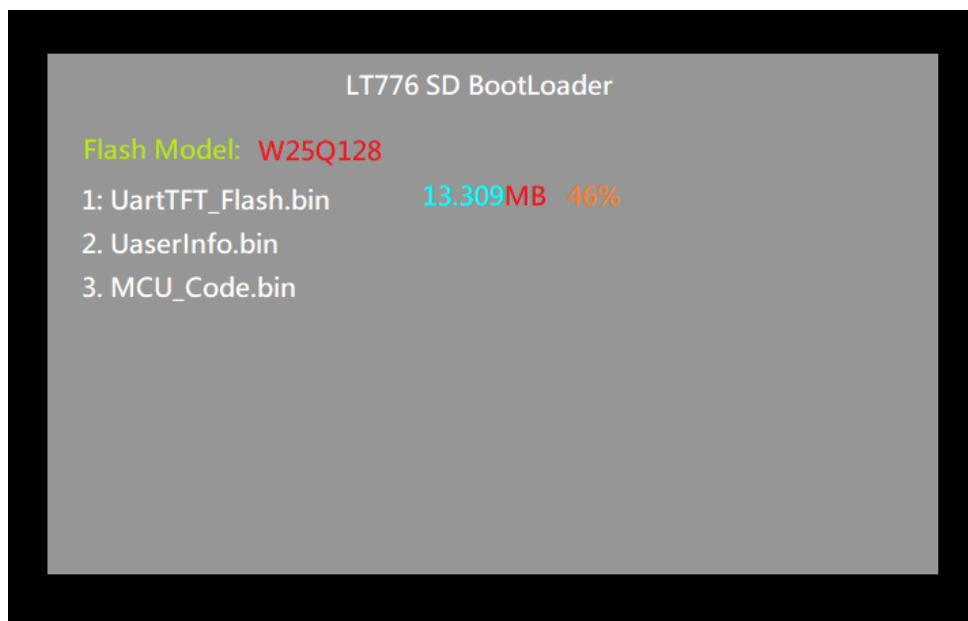 LT776 SD BootLoader
Flash Model: W25Q128
1: UartTFT_Flash.bin 13.309MB 46%
2. UaserInfo.bin
3. MCU_Code.bin